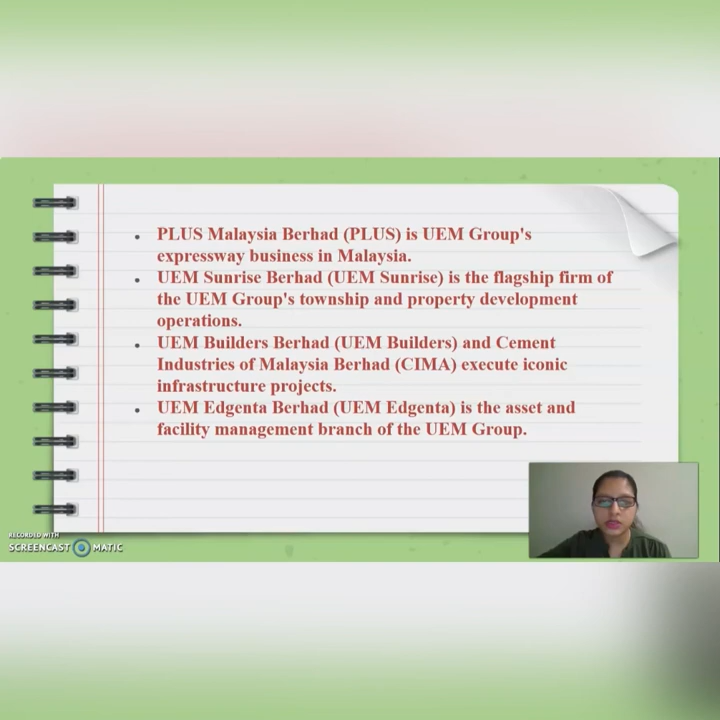 PLUS Malaysia Berhad (PLUS) is UEM Group's
expressway business in Malaysia.
UEM Sunrise Berhad (UEM Sunrise) is the flagship firm of
the UEM Group's township and property development
operations.
UEM Builders Berhad (UEM Builders) and Cement
Industries of Malaysia Berhad (CIMA) execute iconic
infrastructure projects.
UEM Edgenta Berhad (UEM Edgenta) is the asset and
facility management branch of the UEM Group.
RECORDED WITH
SCREENCAST MATIC